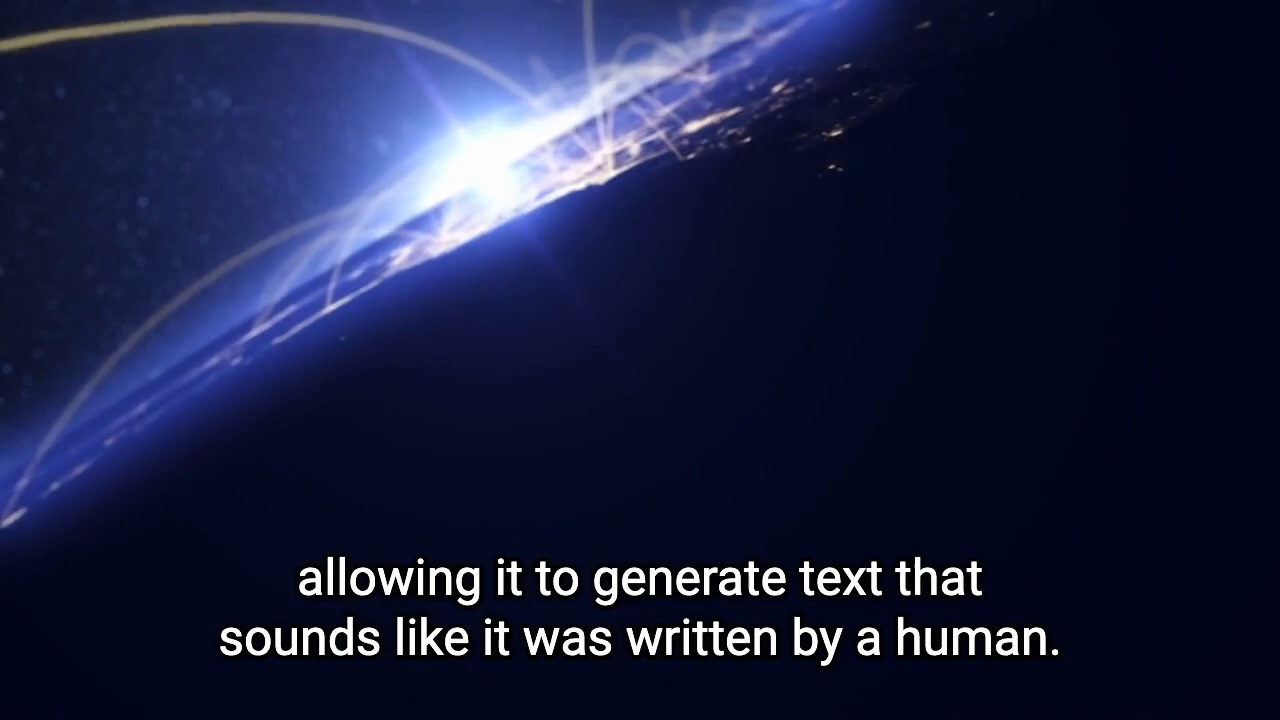 allowing it to generate text that
sounds like it was written by a human.